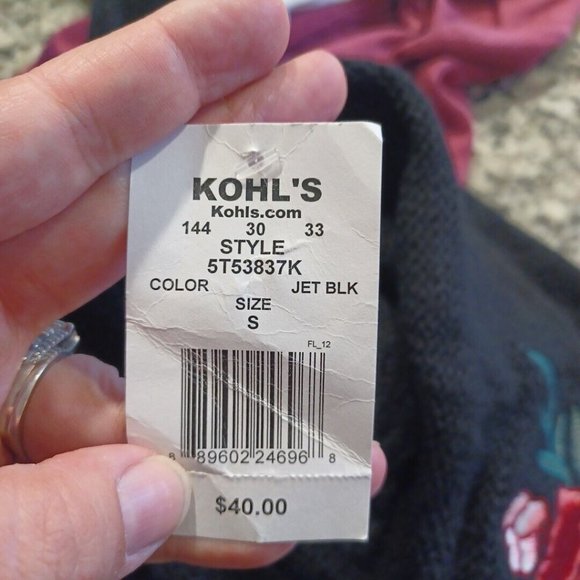 KOHL'S
Kohls.com
144 30 33
STYLE
5T53837K
COLOR JET BLK
SIZE
S
FL_12
8 89602 24696 8
$40.00